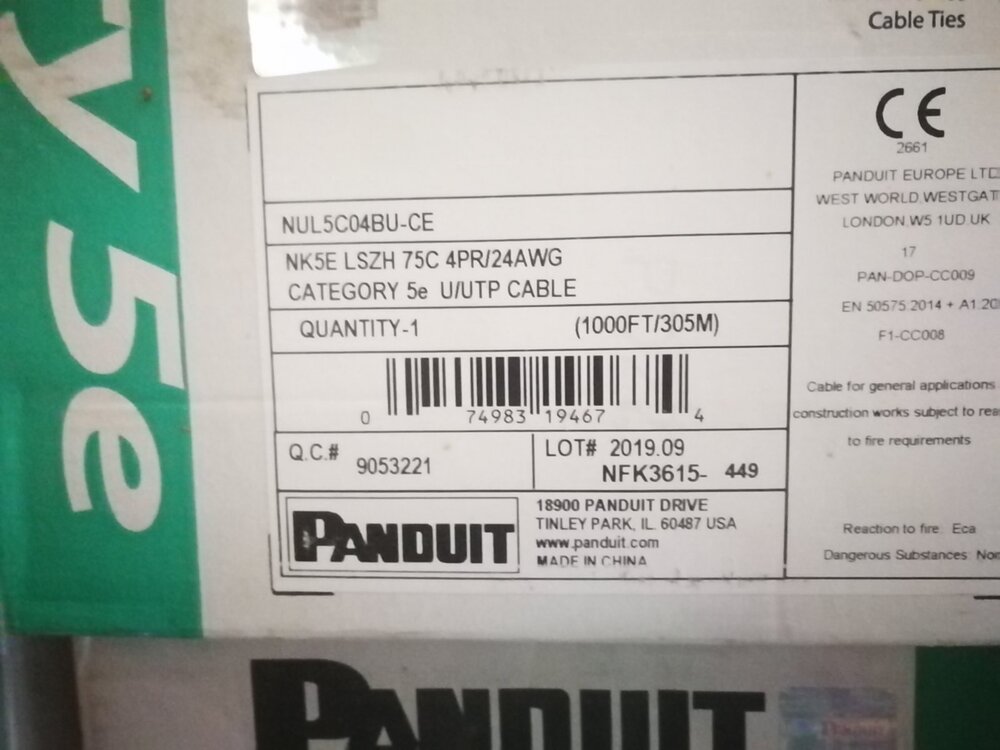 Cable Ties
y 5e
NUL5C04BU-CE
NK5E LSZH 75C 4PR/24AWG
CATEGORY 5e U/UTP CABLE
QUANTITY-1 (1000FT/305M)
0 74983 19467 4
Q.C.# 9053221
LOT# 2019.09
NFK3615- 449
PANDUIT
18900 PANDUIT DRIVE
TINLEY PARK, IL. 60487 USA
www.panduit.com
MADE IN CHINA
CE
2661
PANDUIT EUROPE LTD
WEST WORLD.WESTGAT
LONDON.W5 1UD.UK
17
PAN-DOP-CC009
EN 50575:2014 + A1:20
F1-CC008
Cable for general applications
construction works subject to rea
to fire requirements
Reaction to fire: Eca
Dangerous Substances: Non
PANDUIT
Panduit